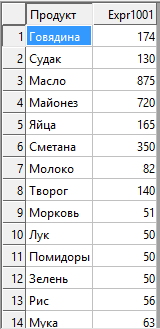 Продукт Expr1001
1 Говядина 174
2 Судак 130
3 Масло 875
4 Майонез 720
5 Яйца 165
6 Сметана 350
7 Молоко 82
8 Творог 140
9 Морковь 51
10 Лук 50
11 Помидоры 50
12 Зелень 50
13 Рис 56
14 Мука 63